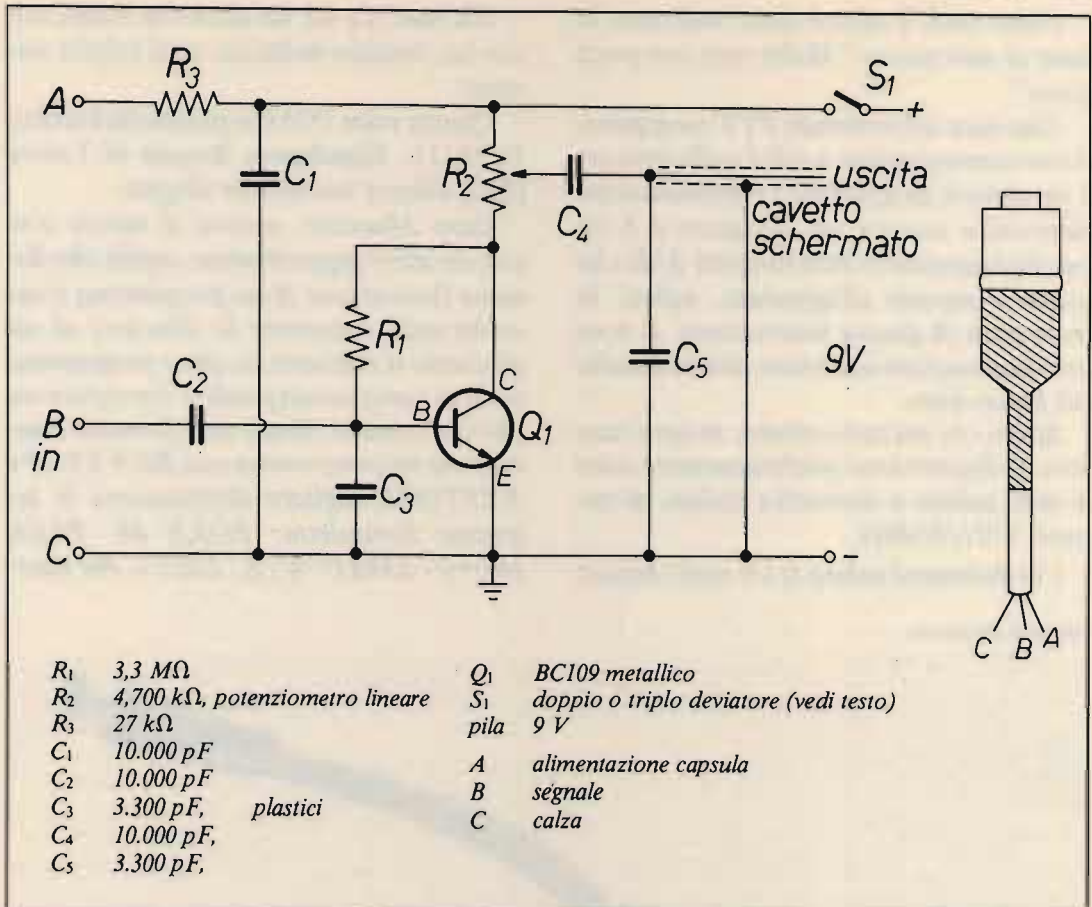 R3
A
S1
+
C1
R2
C4
uscita
cavetto
schermato
R1
C5
9V
C2
C
B
Q1
B
in
C3
E
C
-
C B A
R1 3,3 MΩ
R2 4,700 kΩ, potenziometro lineare
R3 27 kΩ
C1 10.000 pF
C2 10.000 pF
C3 3.300 pF, plastici
C4 10.000 pF,
C5 3.300 pF,
Q1 BC109 metallico
S1 doppio o triplo deviatore (vedi testo)
pila 9 V
A alimentazione capsula
B segnale
C calza